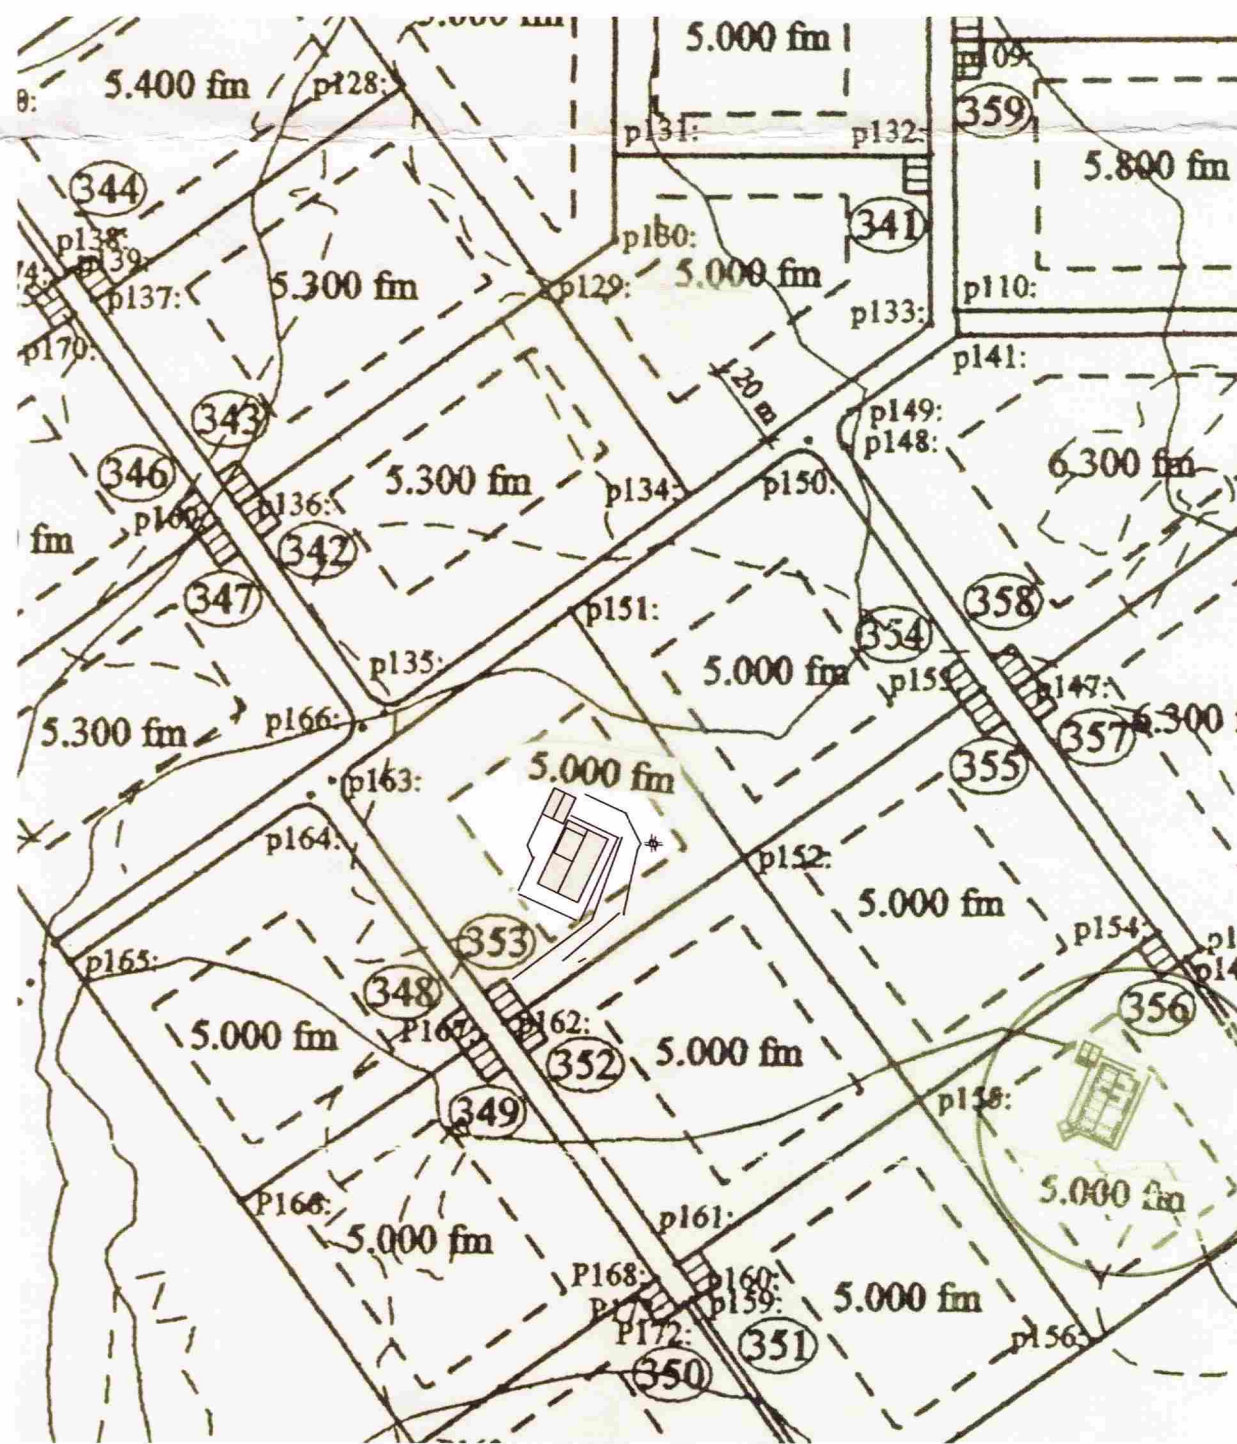 5.000 fm
5.000 fm
5.400 fm
p128:
p109:
359
p131:
p132:
5.800 fm
344
341
p138:
p139:
p130:
5.300 fm
5.000 fm
p137:
p129:
p110:
p133:
p170:
p141:
20 m
343
p149:
p148:
346
6.300 fm
5.300 fm
p134:
p150:
p136:
fm
342
347
358
p151:
354
p135:
5.000 fm
p147:
p166:
5.300 fm
6.300
357
355
5.000 fm
p163:
p164:
p152:
5.000 fm
353
p154:
p165:
348
356
5.000 fm
p162:
5.000 fm
352
349
p158:
5.000 fm
P166:
p161:
5.000 fm
P168:
p160:
p159:
5.000 fm
P172:
351
p156:
350